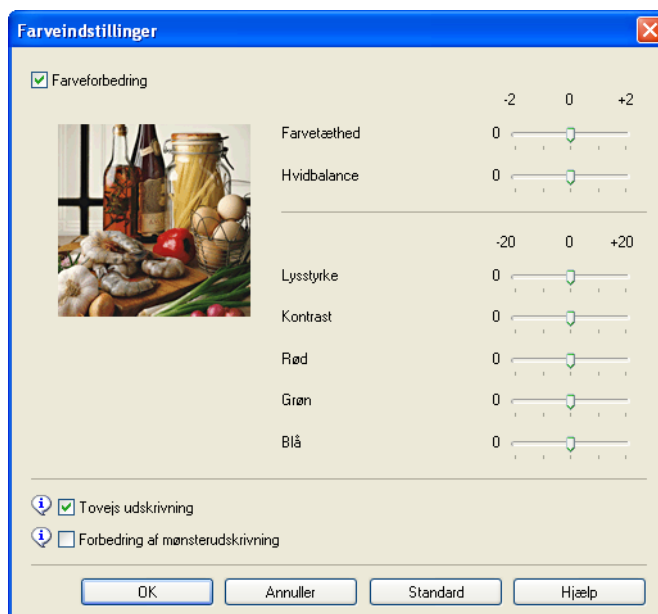 Farveindstillinger
Farveforbedring
-2 0 +2
Farvetæthed 0
Hvidbalance 0
-20 0 +20
Lysstyrke 0
Kontrast 0
Rød 0
Grøn 0
Blå 0
Tovejs udskrivning
Forbedring af mønsterudskrivning
OK Annuller Standard Hjælp